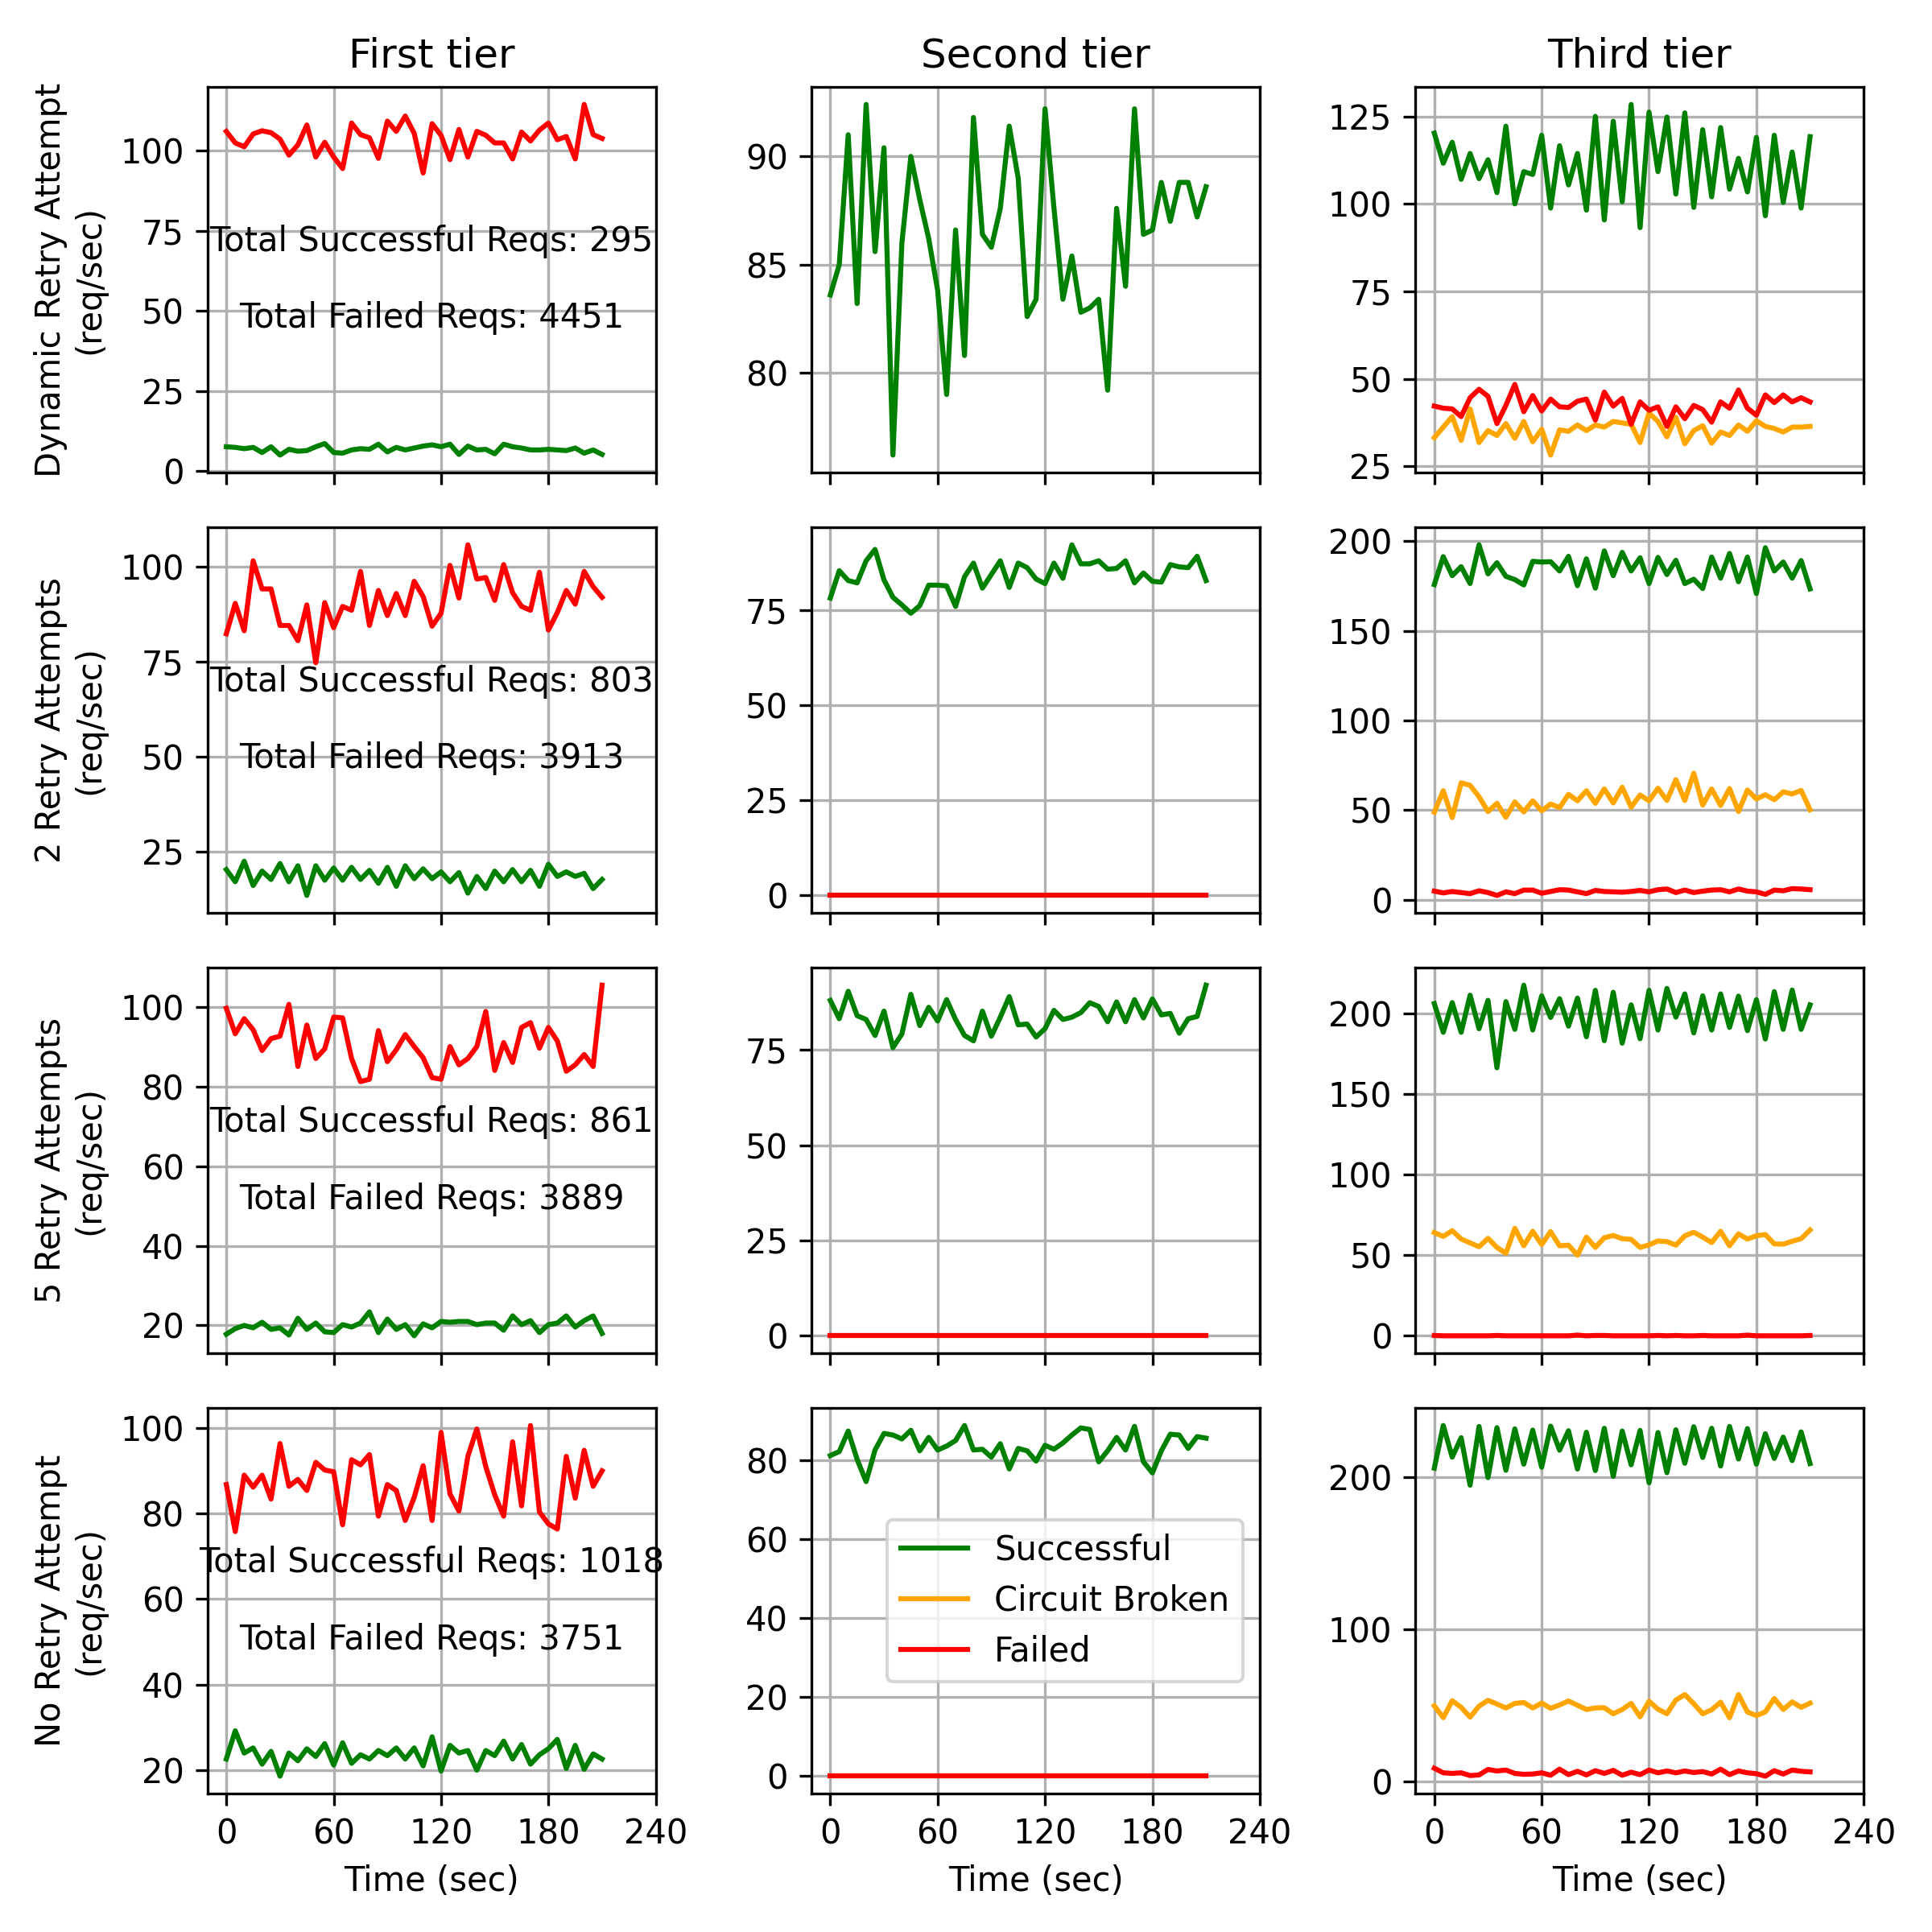 First tier
Second tier
Third tier
Dynamic Retry Attempt
(req/sec)
100
75
50
25
0
Total Successful Reqs: 295
Total Failed Reqs: 4451
90
85
80
125
100
75
50
25
2 Retry Attempts
(req/sec)
100
75
50
25
Total Successful Reqs: 803
Total Failed Reqs: 3913
75
50
25
0
200
150
100
50
0
5 Retry Attempts
(req/sec)
100
80
60
40
20
Total Successful Reqs: 861
Total Failed Reqs: 3889
75
50
25
0
200
150
100
50
0
No Retry Attempt
(req/sec)
100
80
60
40
20
Total Successful Reqs: 1018
Total Failed Reqs: 3751
0 60 120 180 240
Time (sec)
80
60
40
20
0
Successful
Circuit Broken
Failed
0 60 120 180 240
Time (sec)
200
100
0
0 60 120 180 240
Time (sec)